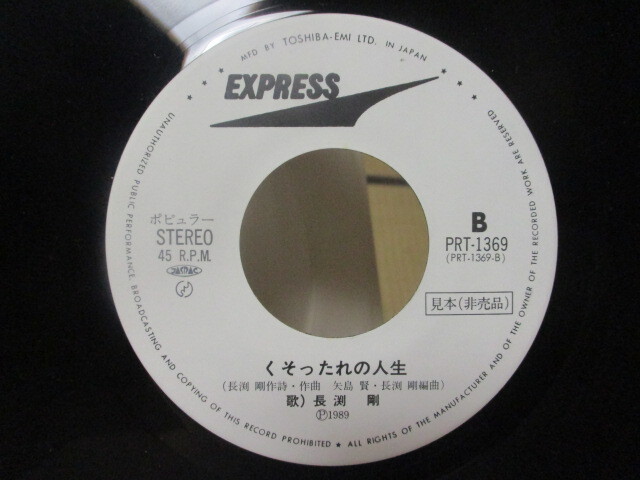 MFD BY TOSHIBA-EMI LTD. IN JAPAN
EXPRESS
ポピュラー
STEREO
45 R.P.M.
JASRAC
B
PRT-1369
(PRT-1369-B)
見本(非売品)
くそったれの人生
(長渕 剛作詩・作曲 矢島 賢・長渕 剛編曲)
歌)長渕 剛
Ⓟ1989
UNAUTHORIZED PUBLIC PERFORMANCE, BROADCASTING AND COPYING OF THIS RECORD PROHIBITED ★ ALL RIGHTS OF THE MANUFACTURER AND OF THE OWNER OF THE RECORDED WORK ARE RESERVED